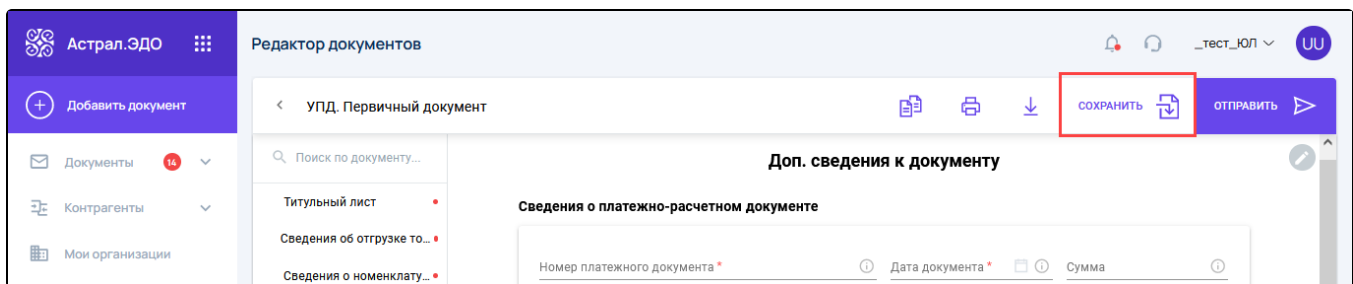 Астрал.ЭДО
Редактор документов
_тест_ЮЛ
UU
Добавить документ
УПД. Первичный документ
СОХРАНИТЬ
ОТПРАВИТЬ
Документы 14
Поиск по документу...
Доп. сведения к документу
Контрагенты
Титульный лист
Сведения о платежно-расчетном документе
Сведения об отгрузке то...
Мои организации
Сведения о номенклату...
Номер платежного документа *
Дата документа *
Сумма